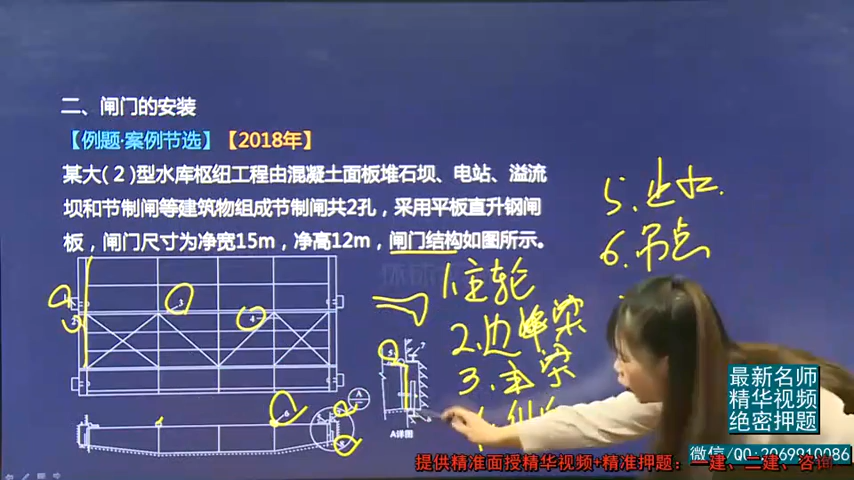 二、闸门的安装
【例题·案例节选】【2018年】
某大(２)型水库枢纽工程由混凝土面板堆石坝、电站、溢流
坝和节制闸等建筑物组成节制闸共2孔，采用平板直升钢闸
板，闸门尺寸为净宽15m，净高12m，闸门结构如图所示。
A详图
1.主轮
2.边
梁
3.主梁
5.止水.
6.吊点
最新名师
精华视频
绝密押题
微信/QQ:2069910086
提供精准面授精华视频+精准押题：一建、二建、咨询